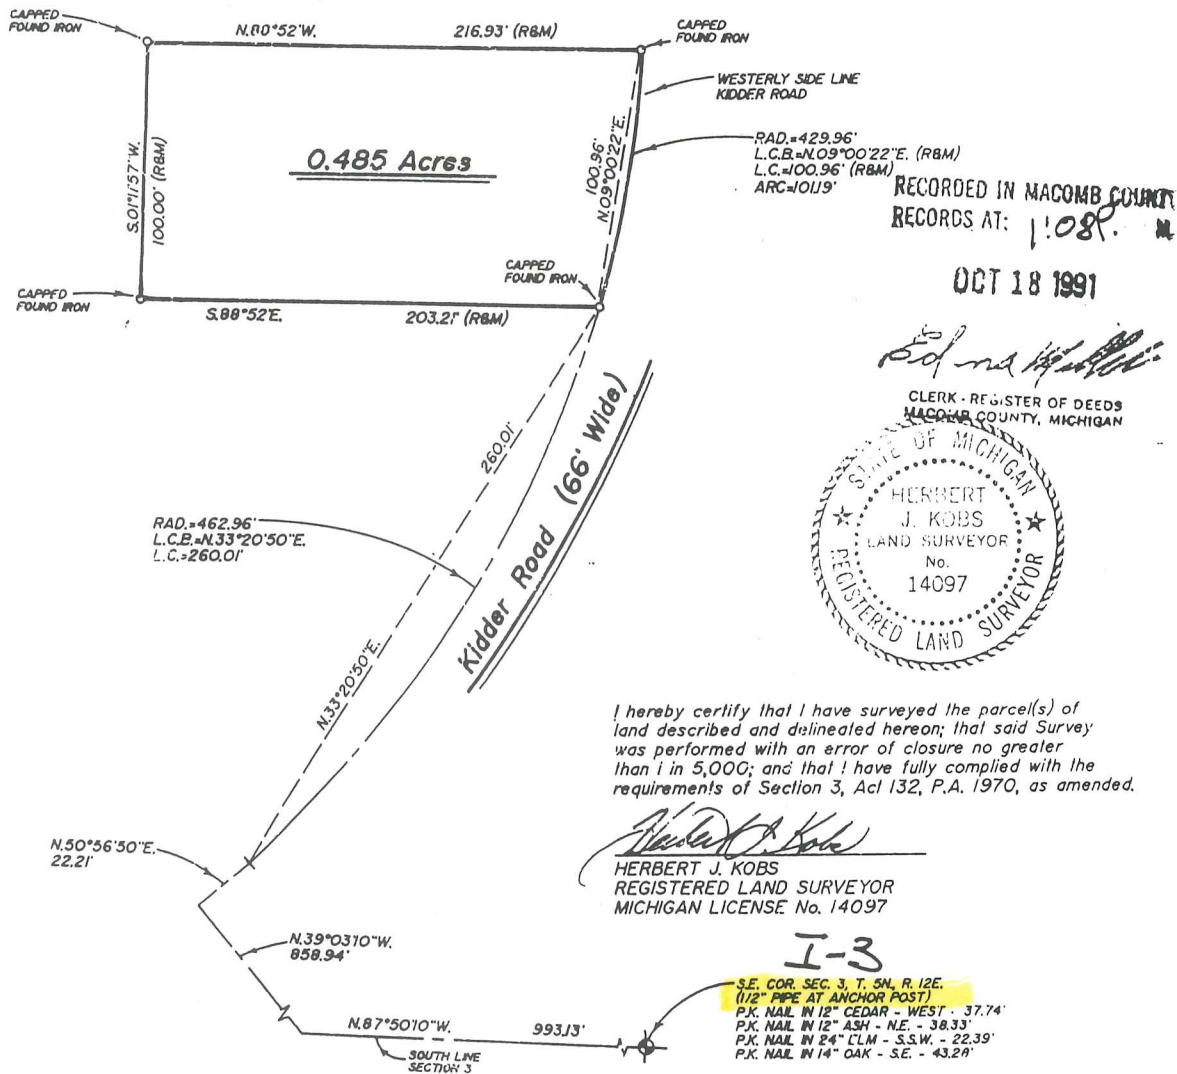 CAPPED
FOUND IRON
N.80°52'W.
216.93' (R&M)
CAPPED
FOUND IRON
WESTERLY SIDE LINE
KIDDER ROAD
S.01°11'57"W.
100.00' (R&M)
0.485 Acres
100.96'
N.09°00'22"E.
RAD.=429.96'
L.C.B.=N.09°00'22"E. (R&M)
L.C.=100.96' (R&M)
ARC=101.19'
RECORDED IN MACOMB COUNTY
RECORDS AT: 1:08P. M
OCT 18 1991
CAPPED
FOUND IRON
CAPPED
FOUND IRON
S.88°52'E.
203.21' (R&M)
CLERK - REGISTER OF DEEDS
MACOMB COUNTY, MICHIGAN
STATE OF MICHIGAN
HERBERT
J. KOBS
LAND SURVEYOR
No.
14097
REGISTERED LAND SURVEYOR
260.01'
Kidder Road (66' Wide)
RAD.=462.96'
L.C.B.=N.33°20'50"E.
L.C.=260.01'
N.33°20'50"E.
I hereby certify that I have surveyed the parcel(s) of
land described and delineated hereon; that said Survey
was performed with an error of closure no greater
than 1 in 5,000; and that I have fully complied with the
requirements of Section 3, Act 132, P.A. 1970, as amended.
Herbert J. Kobs
HERBERT J. KOBS
REGISTERED LAND SURVEYOR
MICHIGAN LICENSE No. 14097
N.50°56'50"E.
22.21'
N.39°03'10"W.
858.94'
I-3
S.E. COR. SEC. 3, T. 5N., R. 12E.
(1/2" PIPE AT ANCHOR POST)
P.K. NAIL IN 12" CEDAR - WEST - 37.74'
P.K. NAIL IN 12" ASH - N.E. - 38.33'
P.K. NAIL IN 24" ELM - S.S.W. - 22.39'
P.K. NAIL IN 14" OAK - S.E. - 43.28'
N.87°50'10"W.
993.13'
SOUTH LINE
SECTION 3